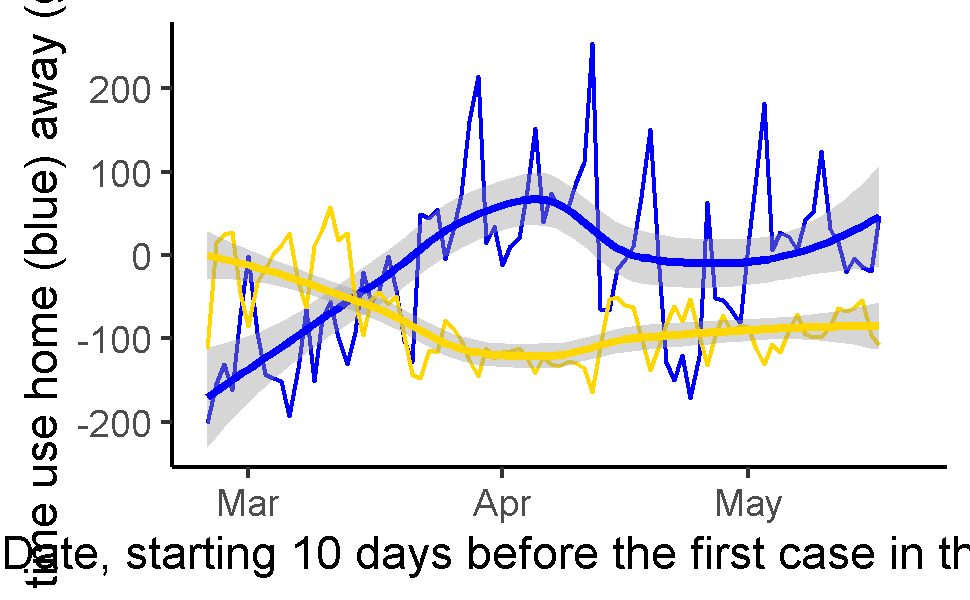 time use home (blue) away (
200
100
0
-100
-200
Mar Apr May
Date, starting 10 days before the first case in th